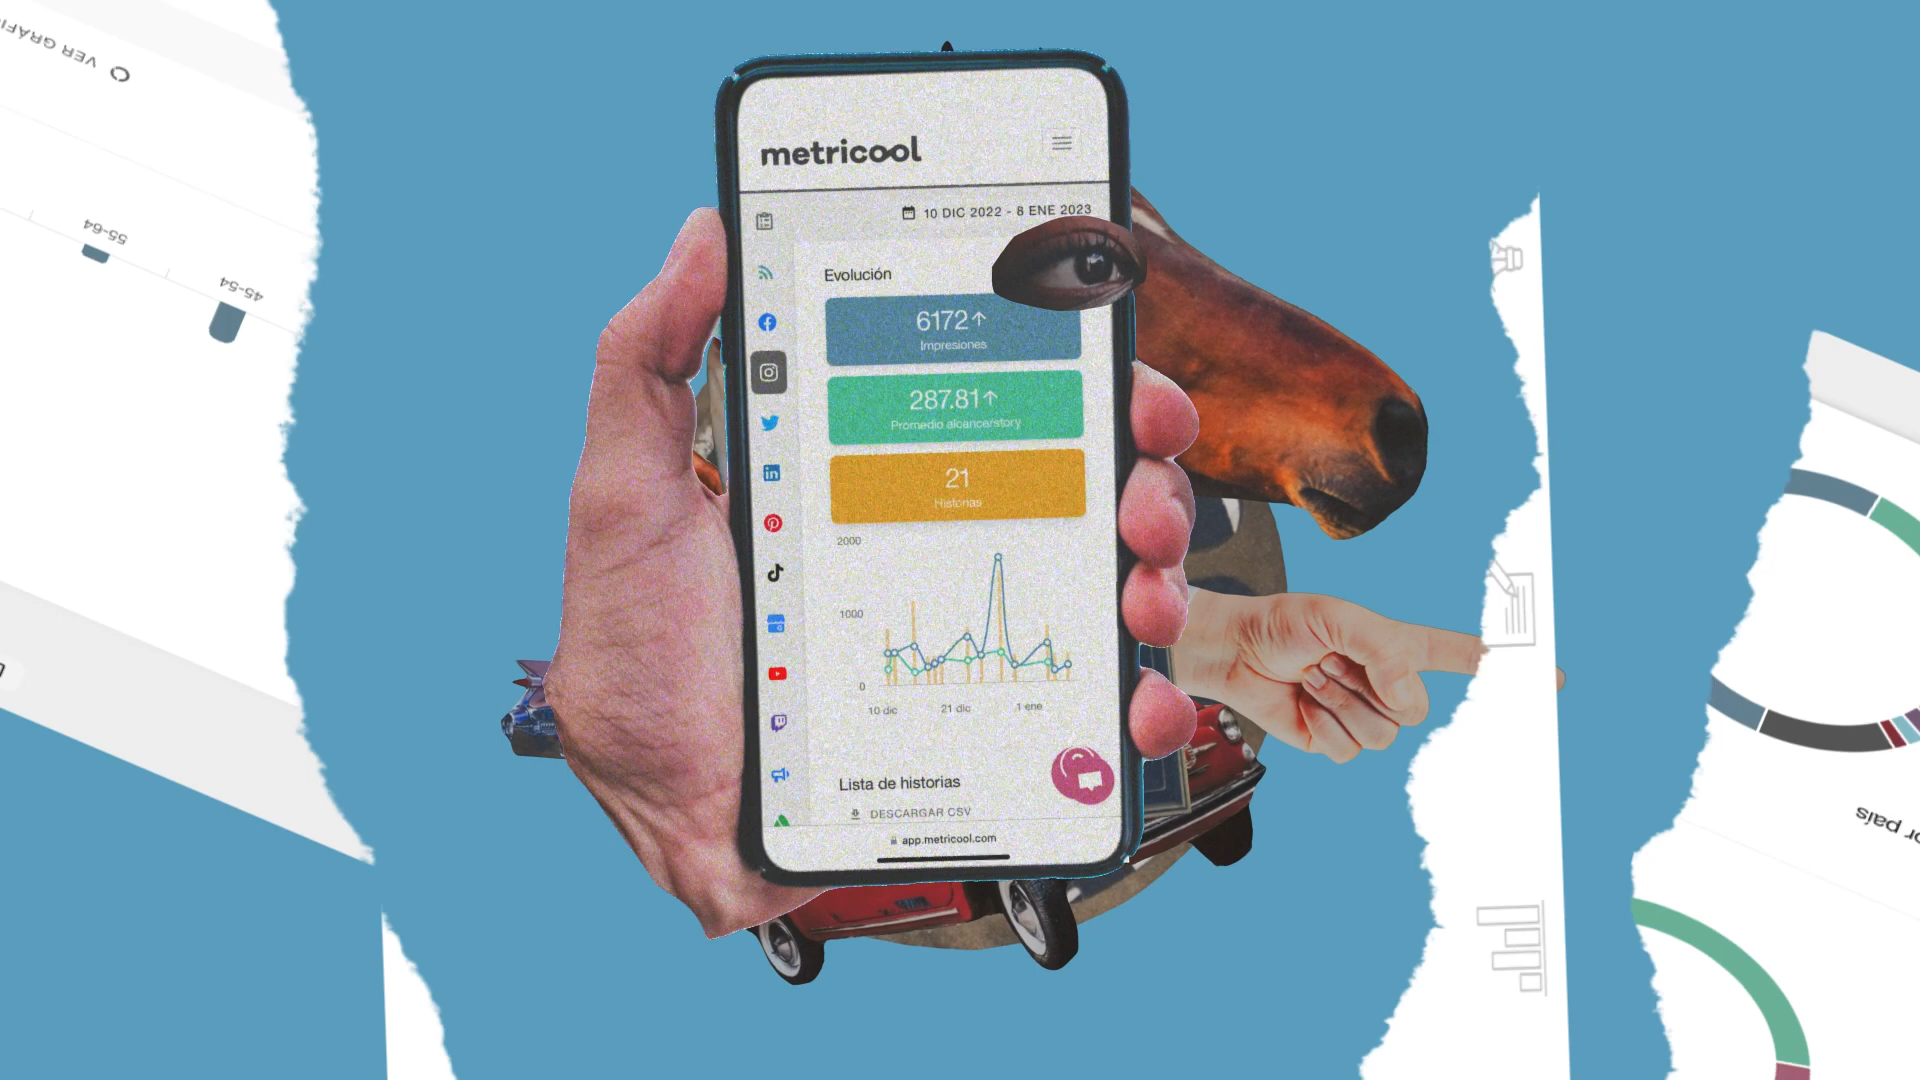 VER GRÁFI
55-64
45-54
metricool
10 DIC 2022 - 8 ENE 2023
Evolución
6172↑
Impresiones
287.81↑
Promedio alcance/story
21
Historias
2000
1000
0
10 dic
21 dic
1 ene
Lista de historias
DESCARGAR CSV
app.metricool.com
or país